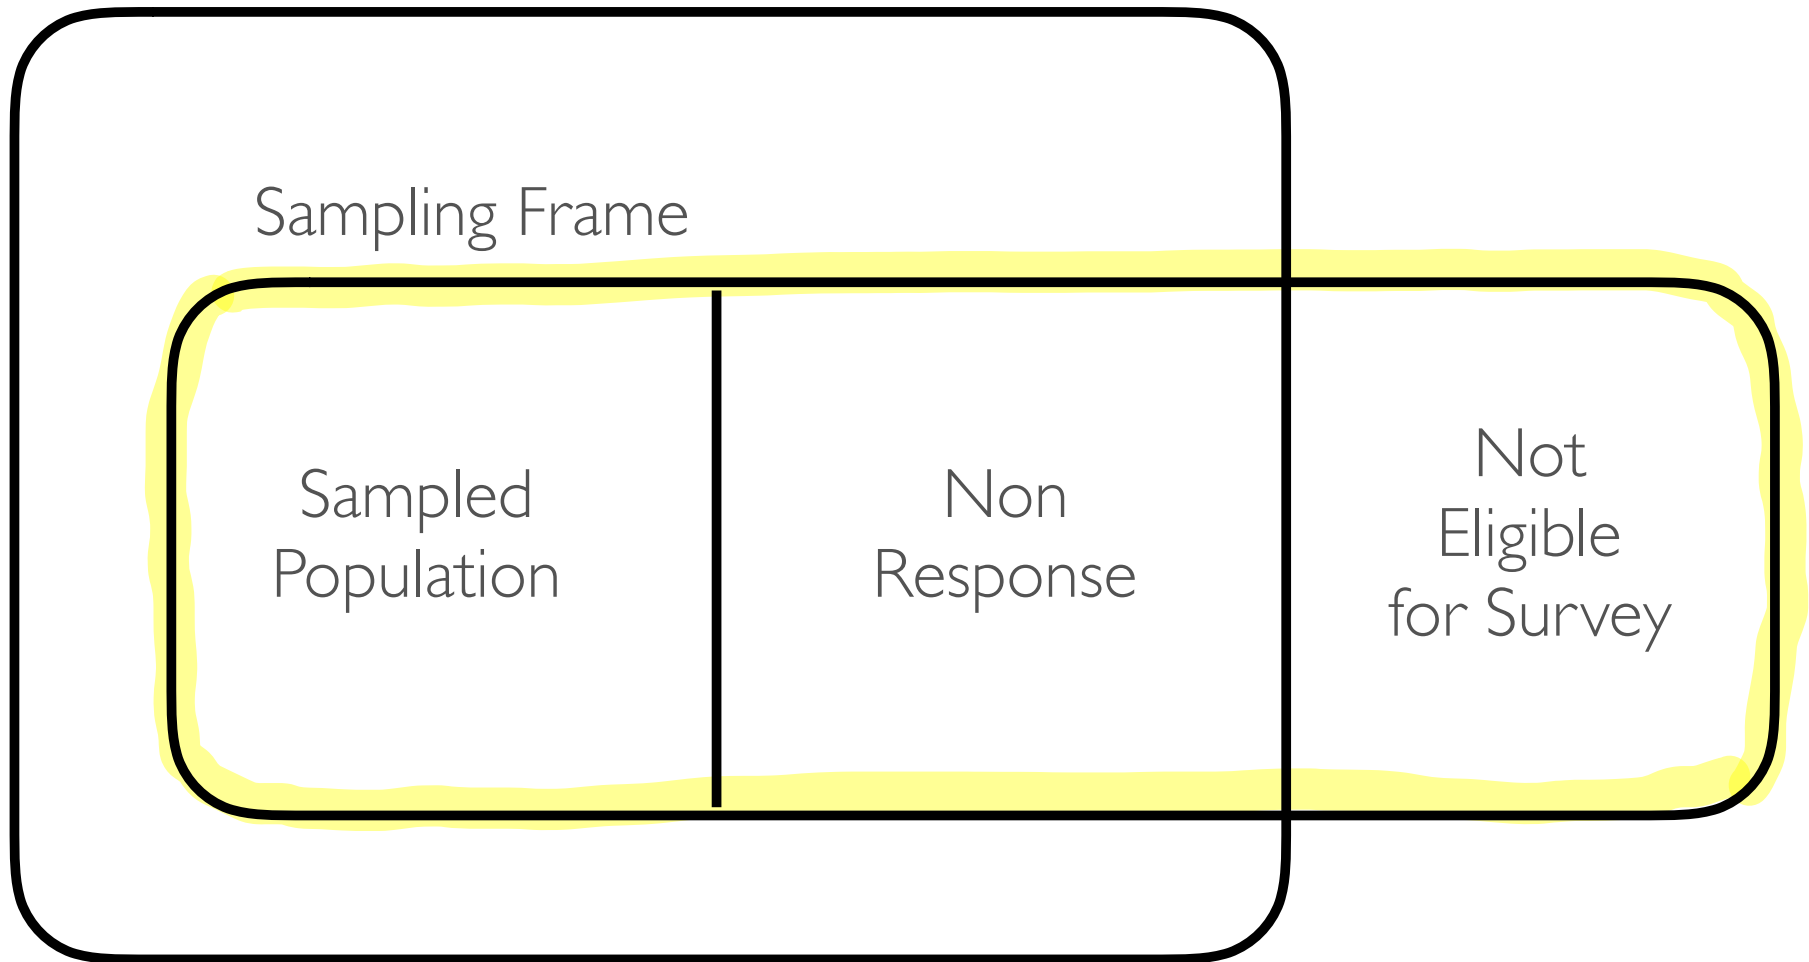 Sampling Frame
Sampled
Population
Non
Response
Not
Eligible
for Survey